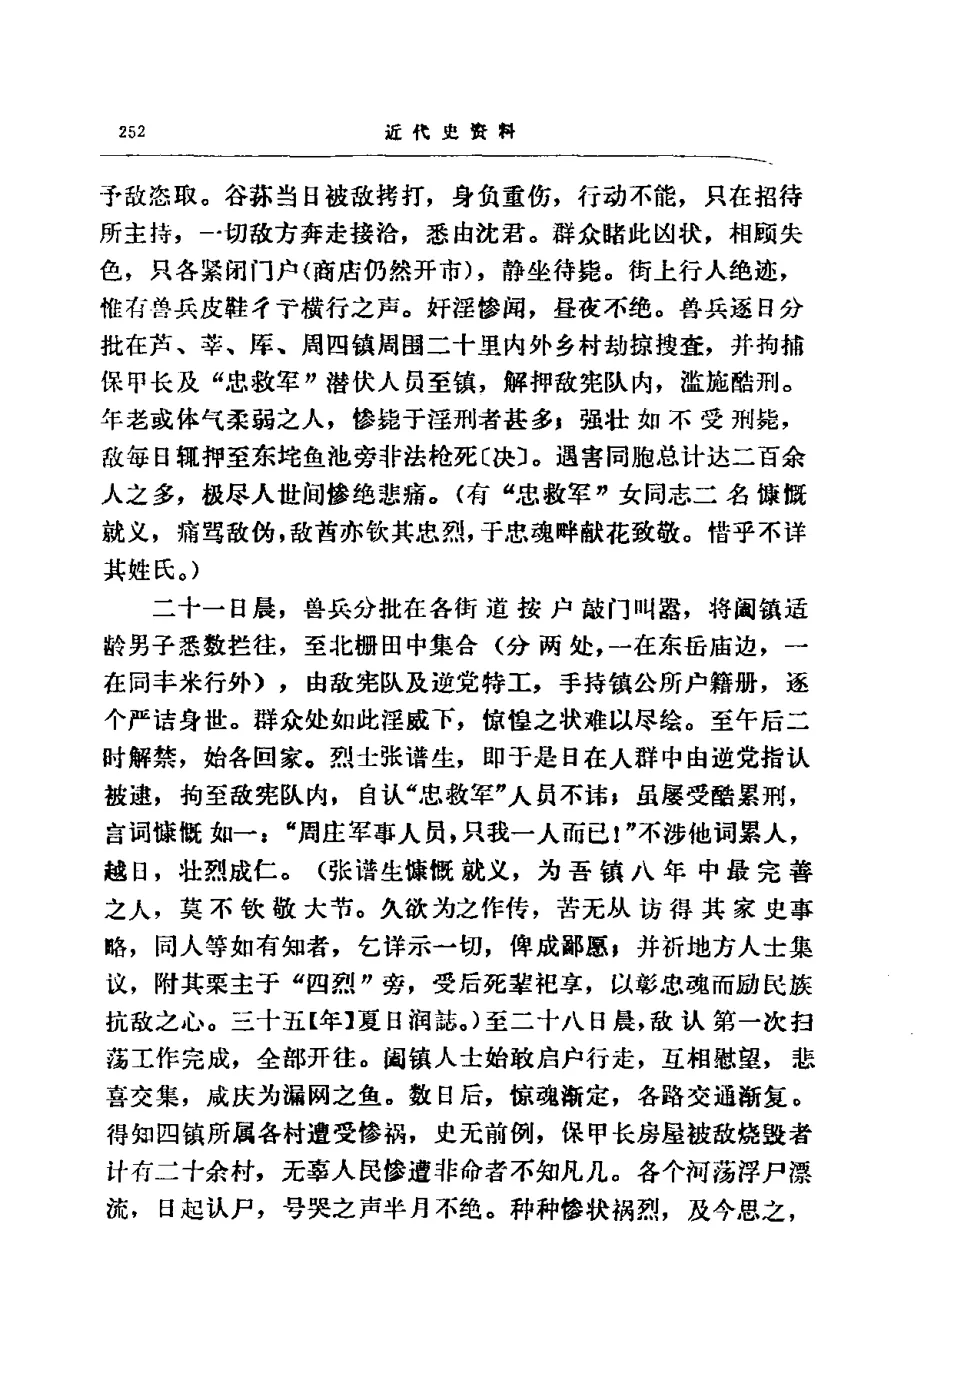 252 近代史资料
予敌恣取。谷荪当日被敌拷打，身负重伤，行动不能，只在招待
所主持，一切敌方奔走接洽，悉由沈君。群众睹此凶状，相顾失
色，只各紧闭门户(商店仍然开市)，静坐待毙。街上行人绝迹，
惟有兽兵皮鞋彳亍横行之声。奸淫惨闻，昼夜不绝。兽兵逐日分
批在芦、莘、厍、周四镇周围二十里内外乡村劫掠搜查，并拘捕
保甲长及“忠救军”潜伏人员至镇，解押敌宪队内，滥施酷刑。
年老或体气柔弱之人，惨毙于淫刑者甚多；强壮如不受刑毙，
敌每日辄押至东垞鱼池旁非法枪死〔决〕。遇害同胞总计达二百余
人之多，极尽人世间惨绝悲痛。(有“忠救军”女同志二名慷慨
就义，痛骂敌伪,敌酋亦钦其忠烈,于忠魂畔献花致敬。惜乎不详
其姓氏。)
二十一日晨，兽兵分批在各街道按户敲门叫嚣，将阖镇适
龄男子悉数拦往，至北栅田中集合（分两处,一在东岳庙边，一
在同丰米行外），由敌宪队及逆党特工，手持镇公所户籍册，逐
个严诘身世。群众处如此淫威下，惊惶之状难以尽绘。至午后二
时解禁，始各回家。烈士张谱生，即于是日在人群中由逆党指认
被逮，拘至敌宪队内，自认“忠救军”人员不讳；虽屡受酷累刑，
言词慷慨如一：“周庄军事人员,只我一人而已!”不涉他词累人，
越日，壮烈成仁。（张谱生慷慨就义，为吾镇八年中最完善
之人，莫不钦敬大节。久欲为之作传，苦无从访得其家史事
略，同人等如有知者，乞详示一切，俾成鄙愿；并祈地方人士集
议，附其栗主于“四烈”旁，受后死辈祀享，以彰忠魂而励民族
抗敌之心。三十五【年】夏日润誌。)至二十八日晨,敌认第一次扫
荡工作完成，全部开往。阖镇人士始敢启户行走，互相慰望，悲
喜交集，咸庆为漏网之鱼。数日后，惊魂渐定，各路交通渐复。
得知四镇所属各村遭受惨祸，史无前例，保甲长房屋被敌烧毁者
计有二十余村，无辜人民惨遭非命者不知凡几。各个河荡浮尸漂
流，日起认尸，号哭之声半月不绝。种种惨状祸烈，及今思之，